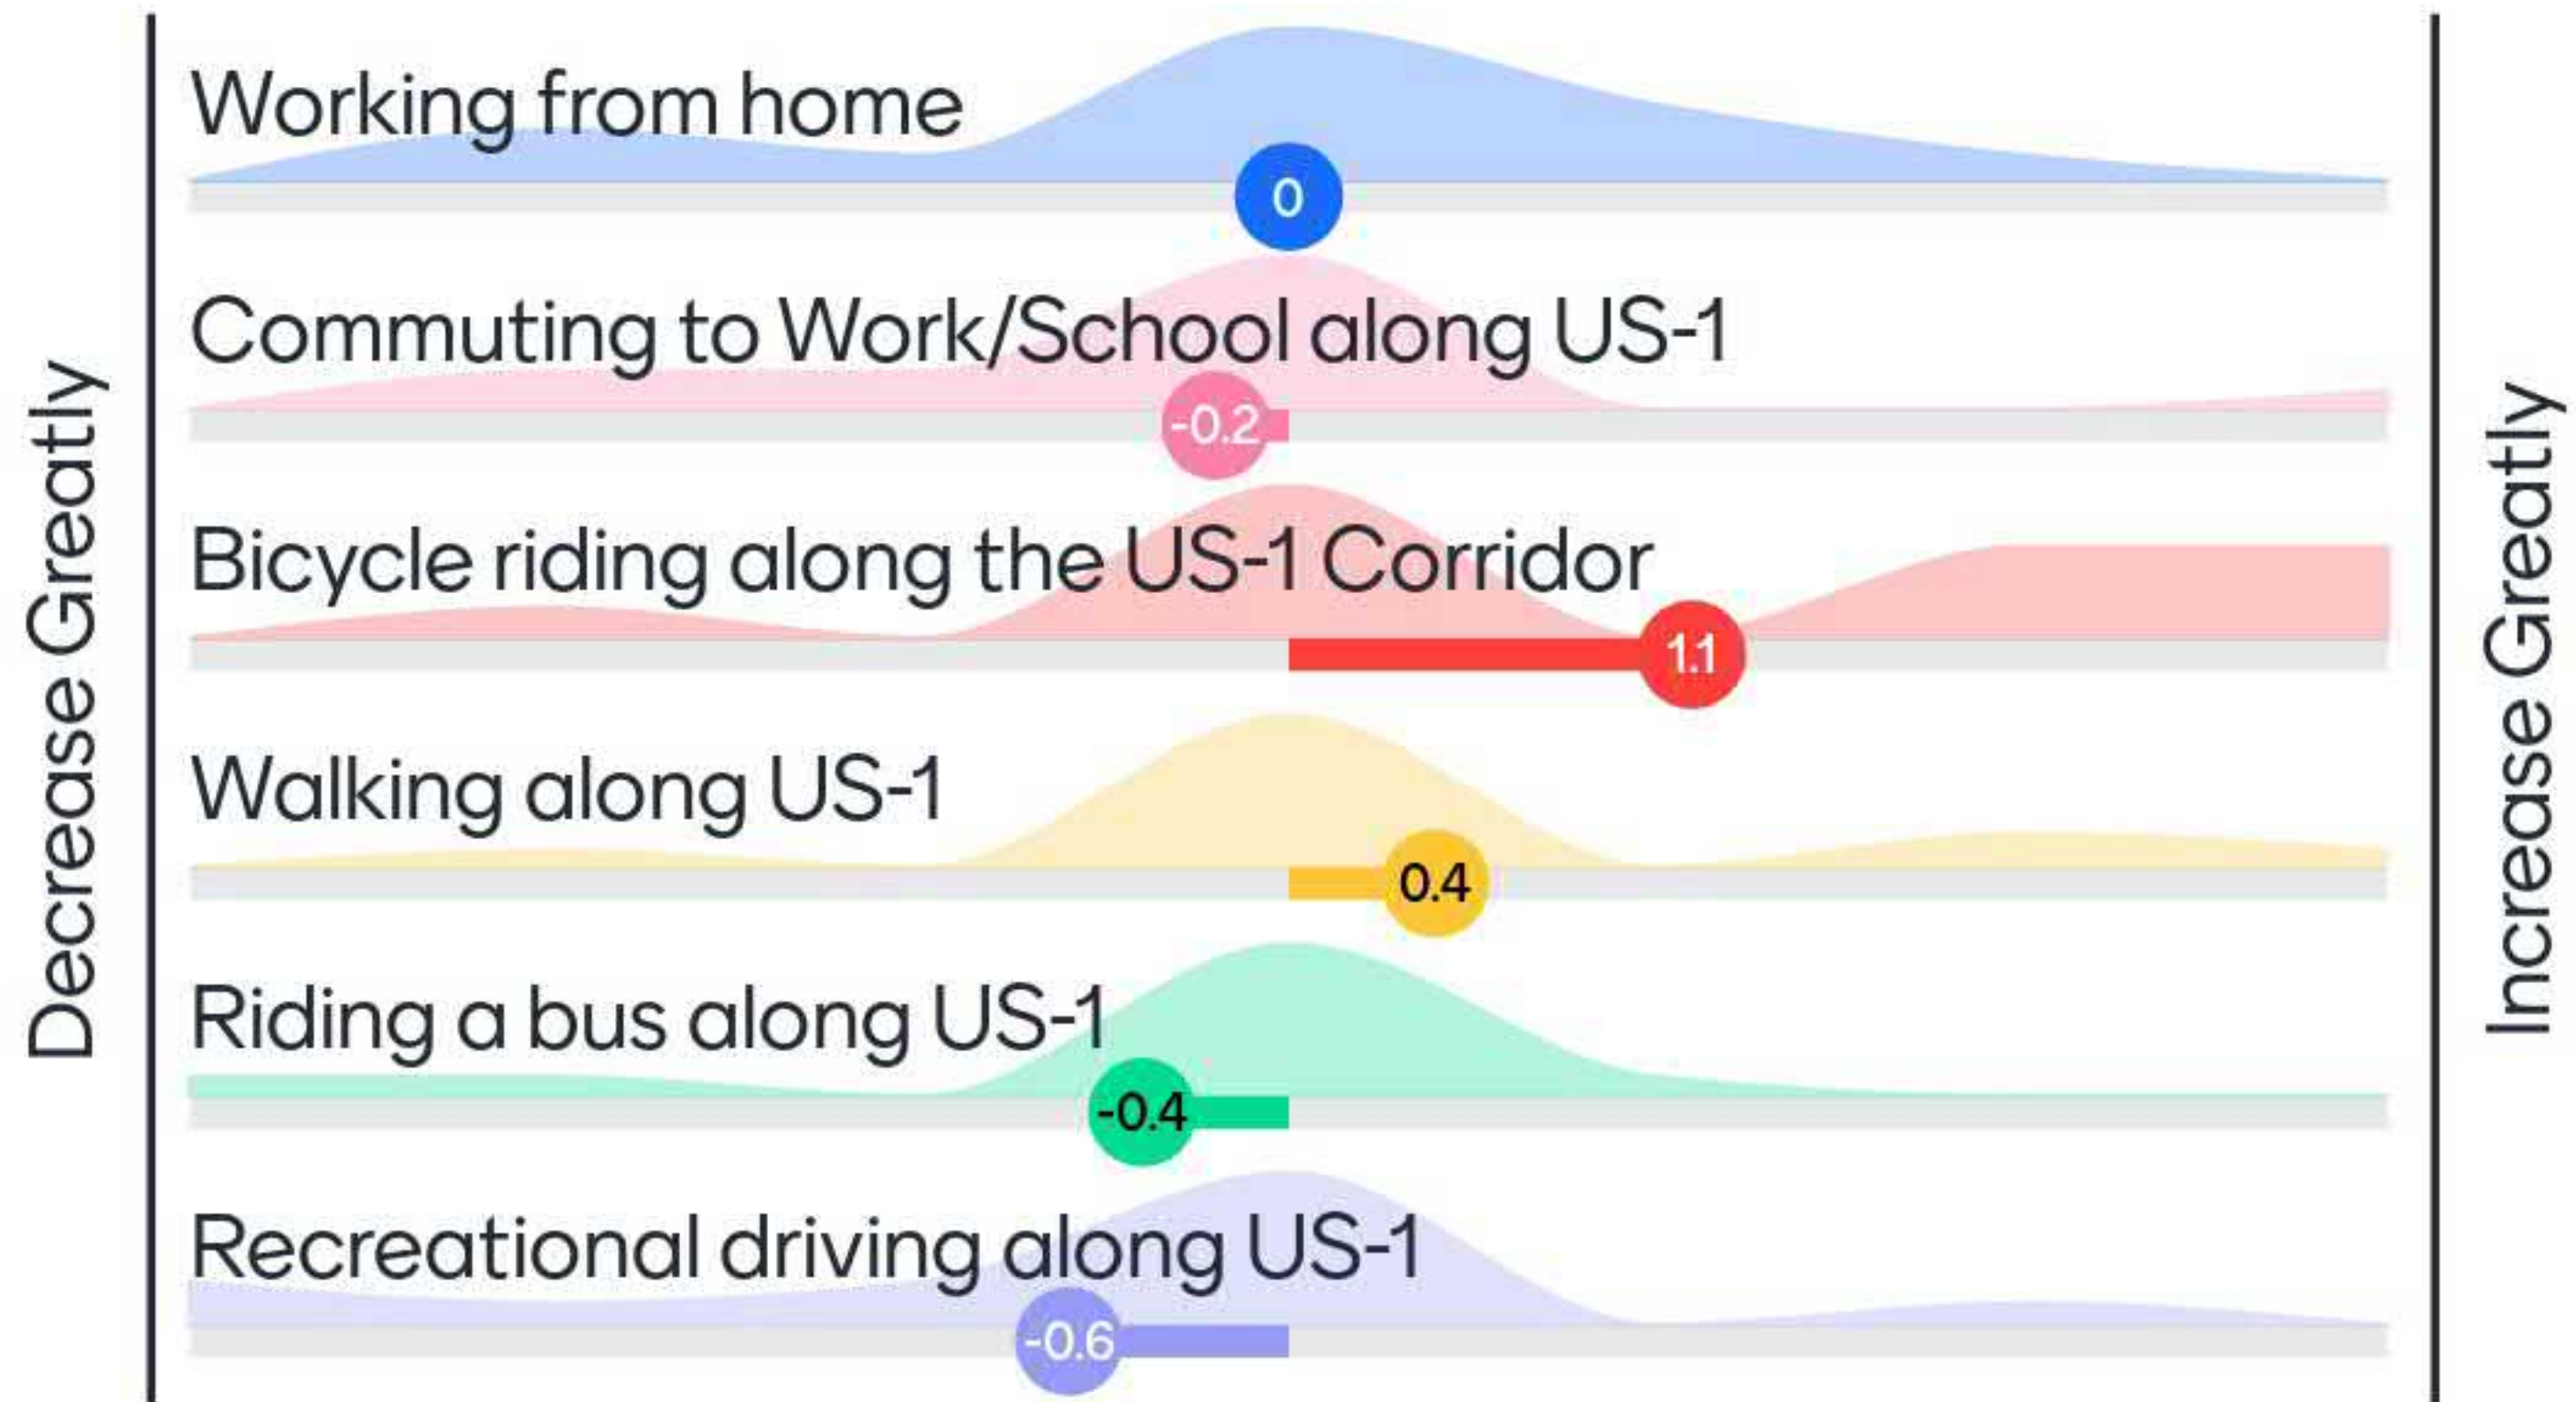 Decrease Greatly
Working from home
0
Commuting to Work/School along US-1
-0.2
Bicycle riding along the US-1 Corridor
1.1
Walking along US-1
0.4
Riding a bus along US-1
-0.4
Recreational driving along US-1
-0.6
Increase Greatly